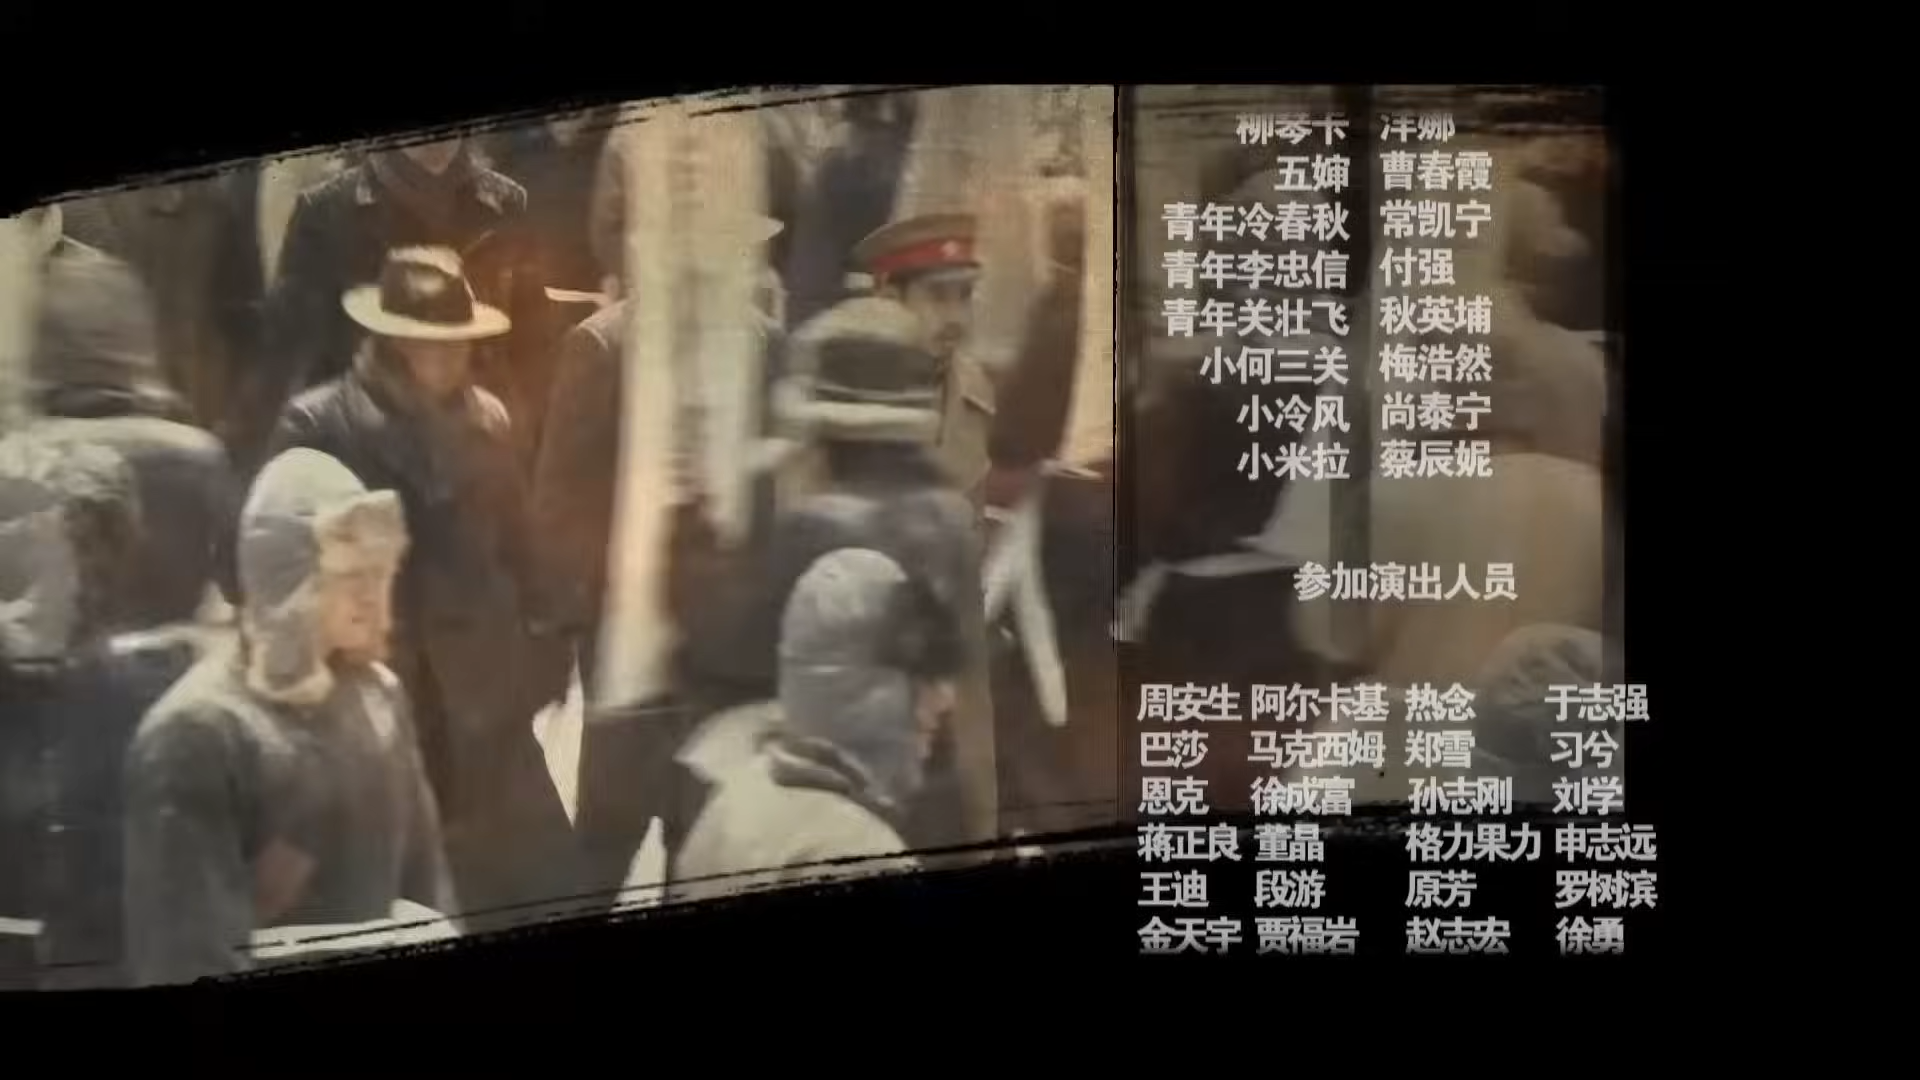 柳琴卡 洋娜
五婶 曹春霞
青年冷春秋 常凯宁
青年李忠信 付强
青年关壮飞 秋英埔
小何三关 梅浩然
小冷风 尚泰宁
小米拉 蔡辰妮
参加演出人员
周安生 阿尔卡基 热念 于志强
巴莎 马克西姆 郑雪 习兮
恩克 徐成富 孙志刚 刘学
蒋正良 董晶 格力果力 申志远
王迪 段游 原芳 罗树滨
金天宇 贾福岩 赵志宏 徐勇